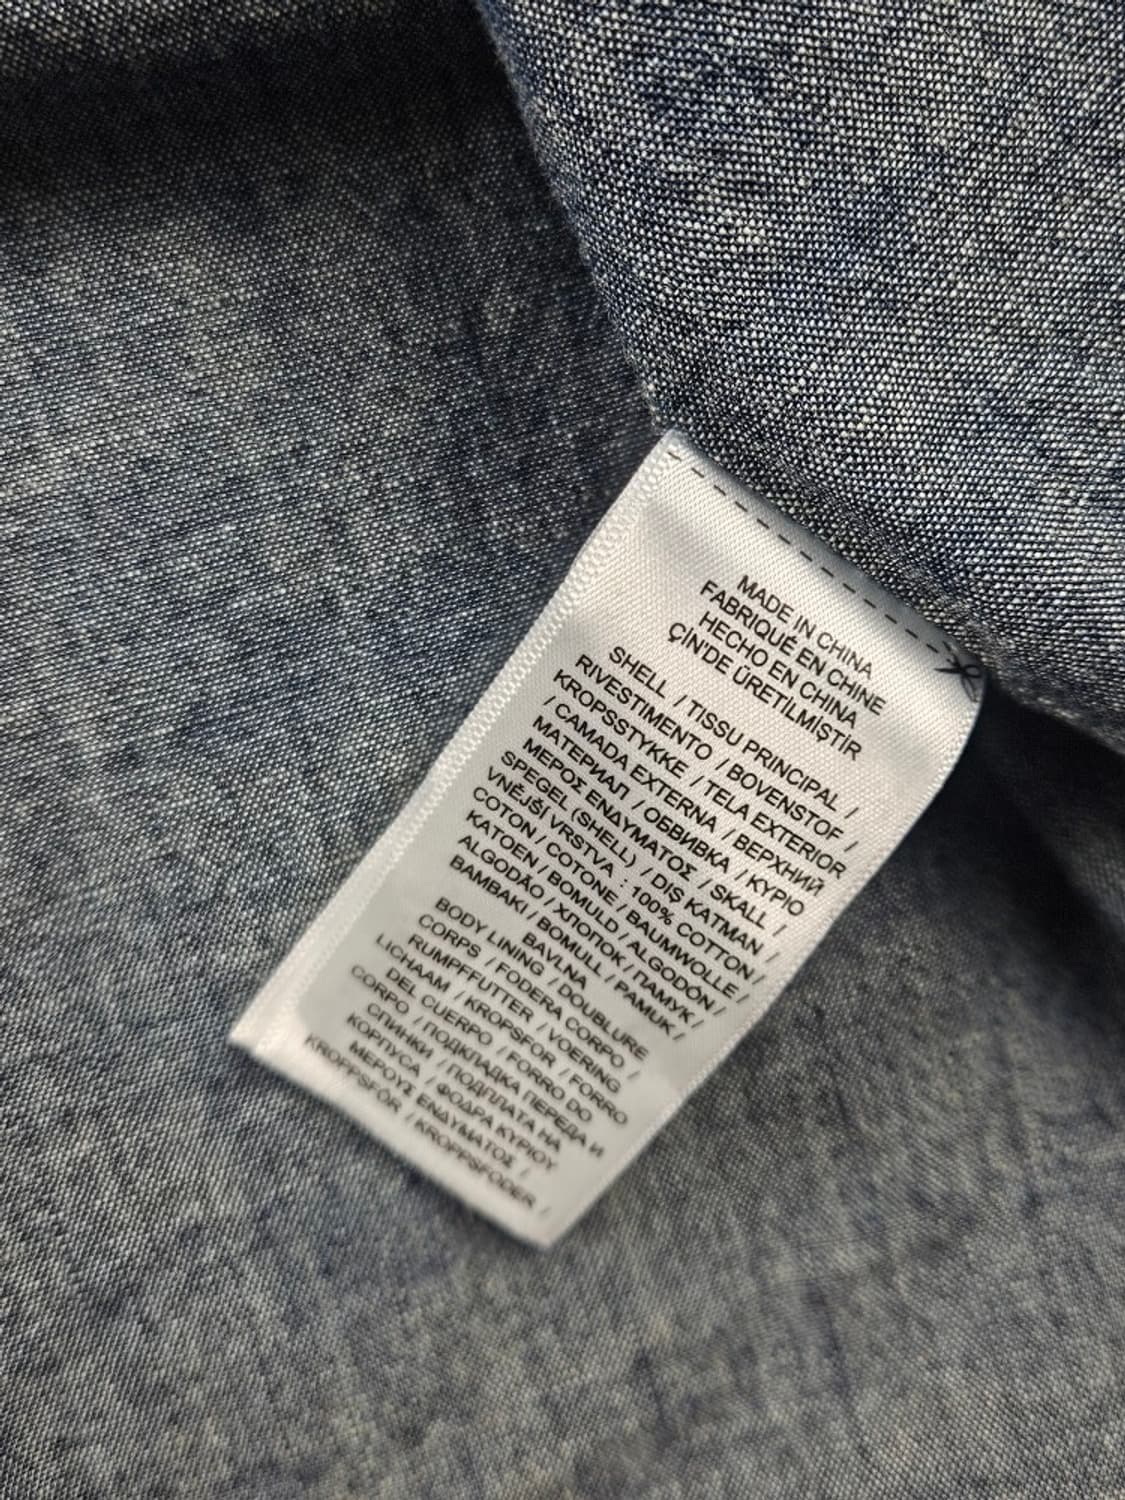 MADE IN CHINA
FABRIQUÉ EN CHINE
HECHO EN CHINA
ÇIN'DE ÜRETİLMİŞTİR
SHELL / TISSU PRINCIPAL /
RIVESTIMENTO / BOVENSTOF /
KROPSSTYKKE / TELA EXTERIOR
/ CAMADA EXTERNA / ВЕРХНИЙ
МАТЕРИАЛ / ОБВИВКА / ΚΥΡΙΟ
ΜΕΡΟΣ ΕΝΔΥΜΑΤΟΣ / SKALL /
SPEGEL (SHELL) / DIŞ KATMAN /
VNĚJŠÍ VRSTVA : 100% COTTON /
COTON / COTONE / BAUMWOLLE /
KATOEN / BOMULD / ALGODÓN /
ALGODÃO / ХЛОПОК / ПАМУК /
ΒΑΜΒΑΚΙ / BOMULL / PAMUK /
BAVLNA
BODY LINING / DOUBLURE
CORPS / FODERA CORPO /
RUMPFFUTTER / VOERING
LICHAAM / KROPSFOR / FORRO
DEL CUERPO / FORRO DO
CORPO / ПОДКЛАДКА ПЕРЕДА И
СПИНКИ / ПОДПЛАТА НА
КОРПУСА / ΦΟΔΡΑ ΚΥΡΙΟΥ
ΜΕΡΟΥΣ ΕΝΔΥΜΑΤΟΣ /
KROPPSFÔR / KROPPSFODER /